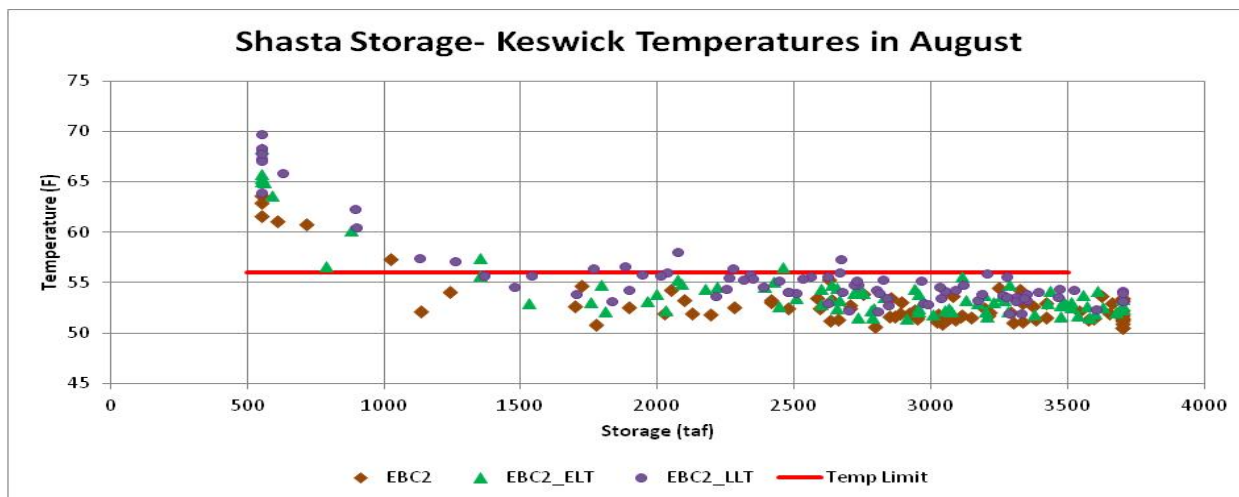 Shasta Storage- Keswick Temperatures in August
75
70
65
60
55
50
45
Temperature (F)
0 500 1000 1500 2000 2500 3000 3500 4000
Storage (taf)
EBC2 EBC2_ELT EBC2_LLT Temp Limit